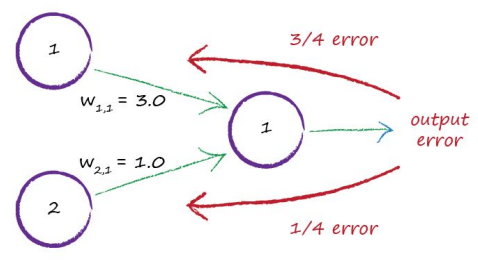 1
3/4 error
w1,1 = 3.0
1
output
error
w2,1 = 1.0
2
1/4 error